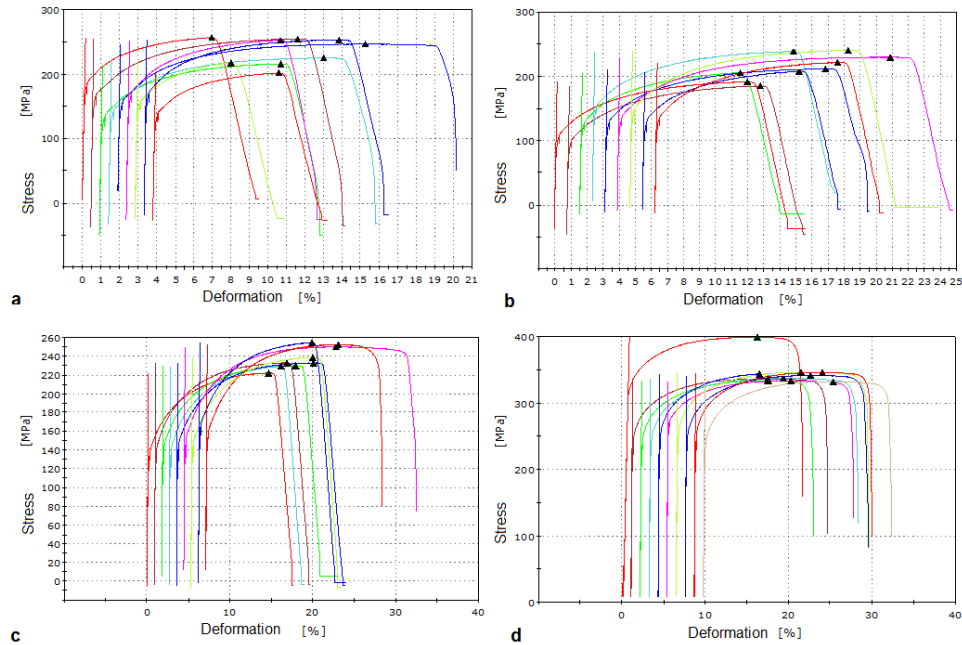 300
200
100
0
[MPa]
Stress
0 1 2 3 4 5 6 7 8 9 10 11 12 13 14 15 16 17 18 19 20 21
a
Deformation [%]
300
200
100
0
[MPa]
Stress
0 1 2 3 4 5 6 7 8 9 10 11 12 13 14 15 16 17 18 19 20 21 22 23 24 25
b
Deformation [%]
260
240
220
200
180
160
140
120
100
80
60
40
20
0
[MPa]
Stress
0 10 20 30 40
c
Deformation [%]
400
300
200
100
0
[MPa]
Stress
0 10 20 30 40
d
Deformation [%]